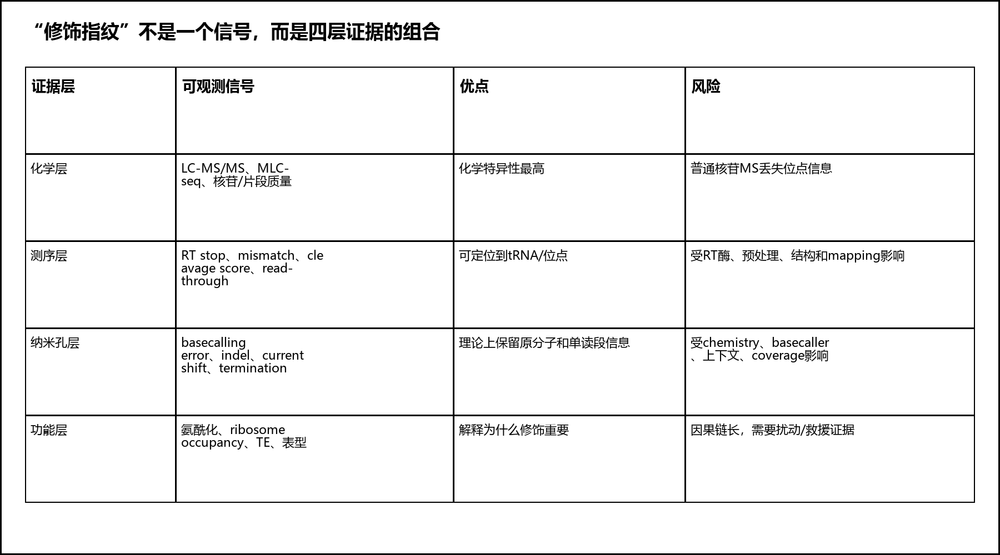 “修饰指纹”不是一个信号，而是四层证据的组合
证据层
可观测信号
优点
风险
化学层
LC-MS/MS、MLC-
seq、核苷/片段质量
化学特异性最高
普通核苷MS丢失位点信息
测序层
RT stop、mismatch、cle
avage score、read-
through
可定位到tRNA/位点
受RT酶、预处理、结构和mapping影响
纳米孔层
basecalling
error、indel、current
shift、termination
理论上保留原分子和单读段信息
受chemistry、basecaller
、上下文、coverage影响
功能层
氨酰化、ribosome
occupancy、TE、表型
解释为什么修饰重要
因果链长，需要扰动/救援证据